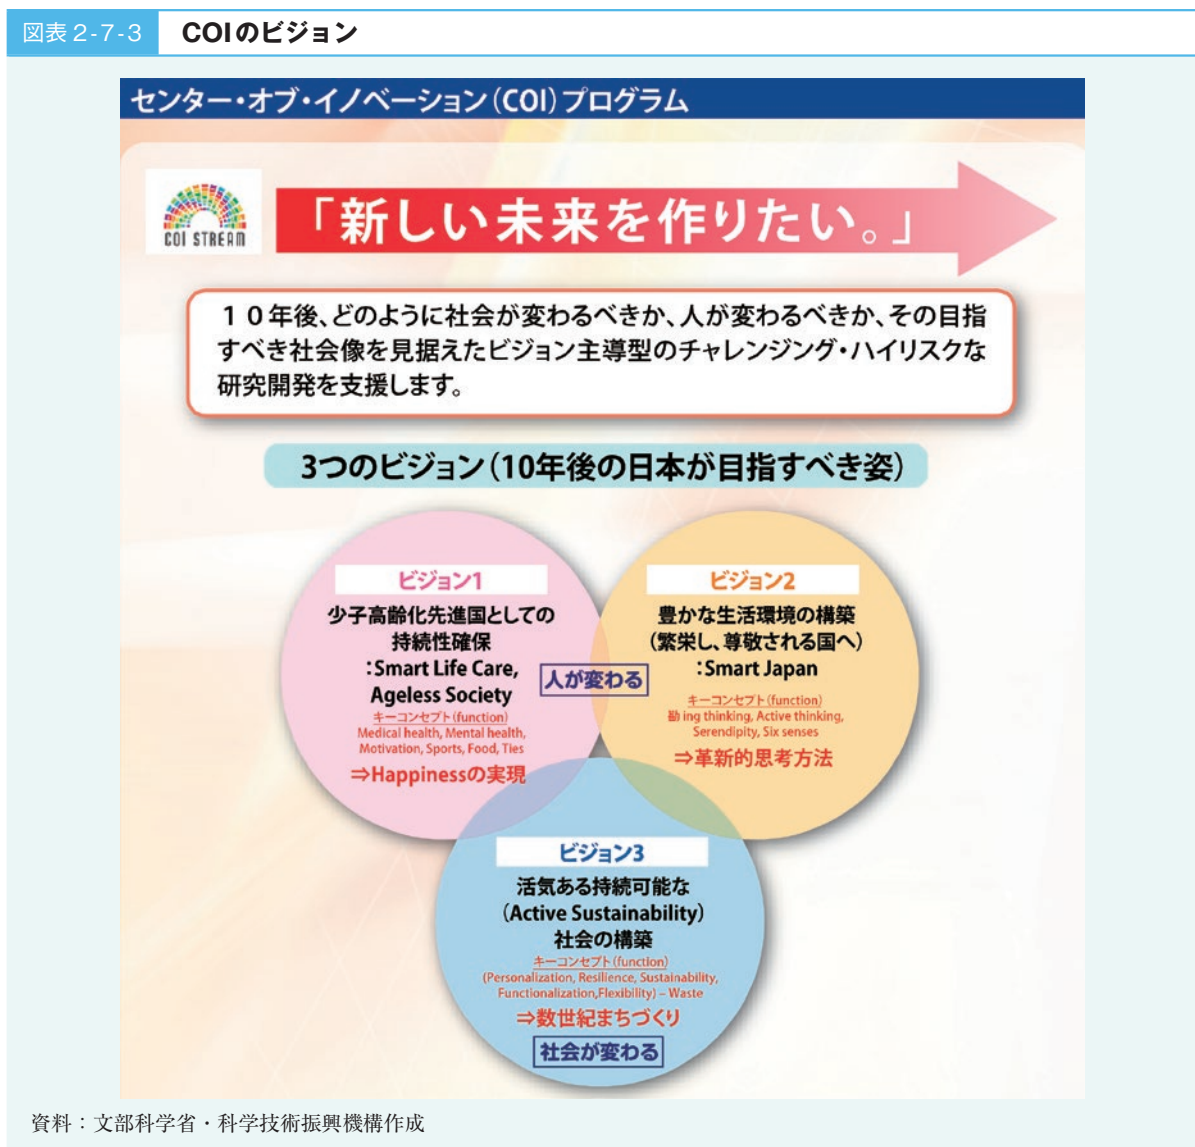 図表2-7-3 COIのビジョン
センター・オブ・イノベーション(COI)プログラム
COI STREAM
「新しい未来を作りたい。」
10年後、どのように社会が変わるべきか、人が変わるべきか、その目指
すべき社会像を見据えたビジョン主導型のチャレンジング・ハイリスクな
研究開発を支援します。
3つのビジョン(10年後の日本が目指すべき姿)
ビジョン1
少子高齢化先進国としての
持続性確保
:Smart Life Care,
Ageless Society
キーコンセプト(function)
Medical health, Mental health,
Motivation, Sports, Food, Ties
⇒Happinessの実現
人が変わる
ビジョン2
豊かな生活環境の構築
(繁栄し、尊敬される国へ)
:Smart Japan
キーコンセプト(function)
勘ing thinking, Active thinking,
Serendipity, Six senses
⇒革新的思考方法
ビジョン3
活気ある持続可能な
(Active Sustainability)
社会の構築
キーコンセプト(function)
(Personalization, Resilience, Sustainability,
Functionalization,Flexibility) – Waste
⇒数世紀まちづくり
社会が変わる
資料:文部科学省・科学技術振興機構作成